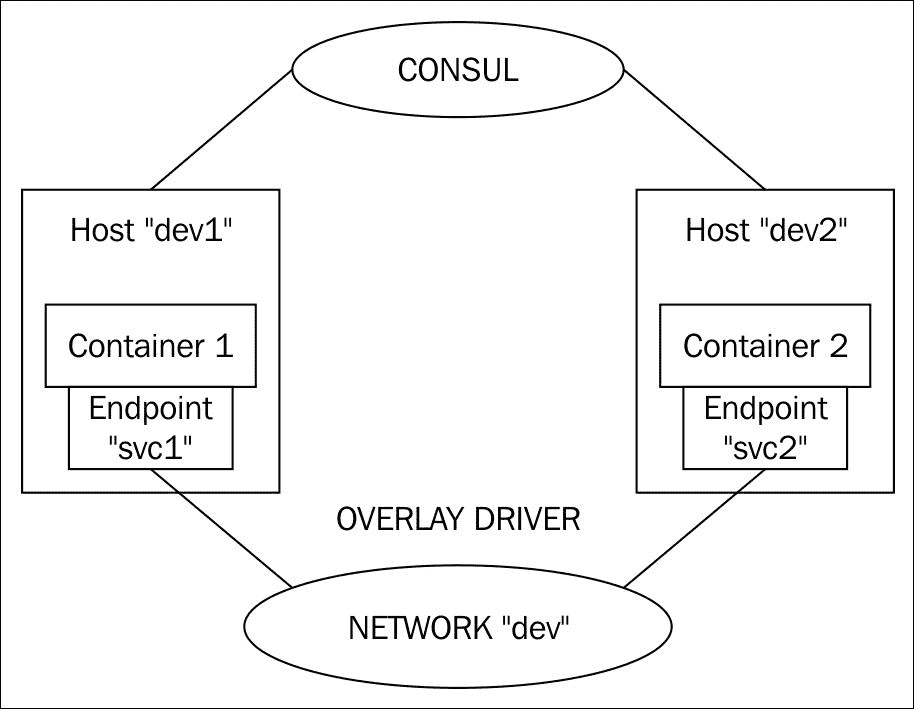 CONSUL
Host "dev1"
Host "dev2"
Container 1
Container 2
Endpoint
"svc1"
Endpoint
"svc2"
OVERLAY DRIVER
NETWORK "dev"